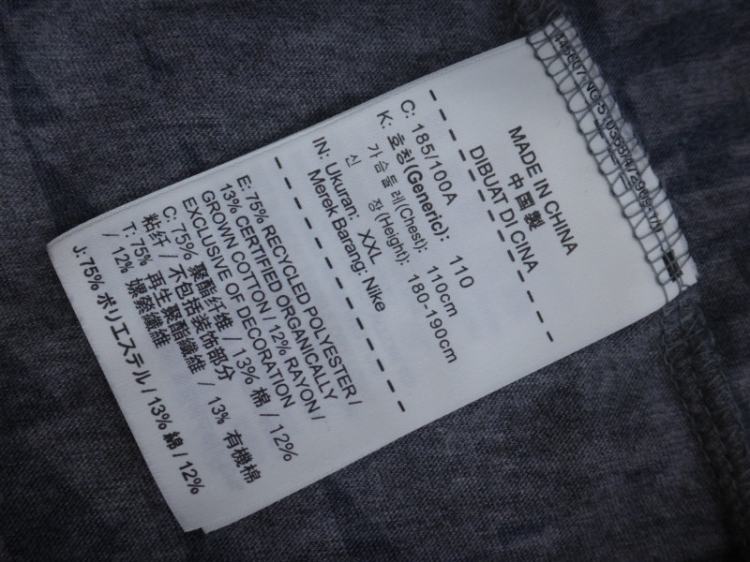 MADE IN CHINA
中国製
DIBUAT DI CINA
C: 185/100A
K: 호칭(Generic): 110
가슴둘레(Chest): 110cm
신 장(Height): 180-190cm
IN: Ukuran: XXL
Merek Barang: Nike
E: 75% RECYCLED POLYESTER /
13% CERTIFIED ORGANICALLY
GROWN COTTON / 12% RAYON /
EXCLUSIVE OF DECORATION
C: 75% 聚酯纤维 / 13% 棉 / 12%
粘纤 / 不包括装饰部分
T: 75% 再生聚酯纖維 / 13% 有機棉
/ 12% 嫘縈纖維
J: 75% ポリエステル / 13% 綿 / 12%